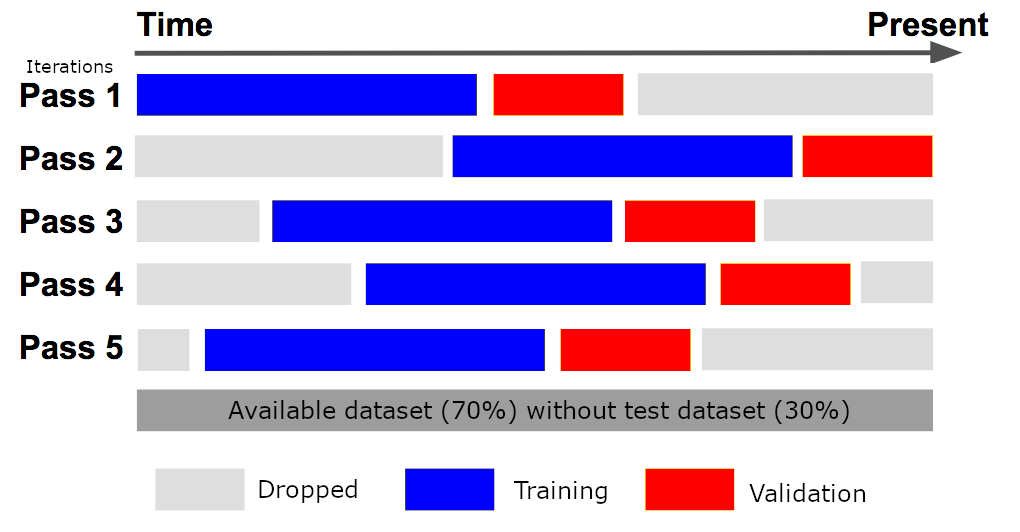 Time Present
Iterations
Pass 1
Pass 2
Pass 3
Pass 4
Pass 5
Available dataset (70%) without test dataset (30%)
Dropped Training Validation